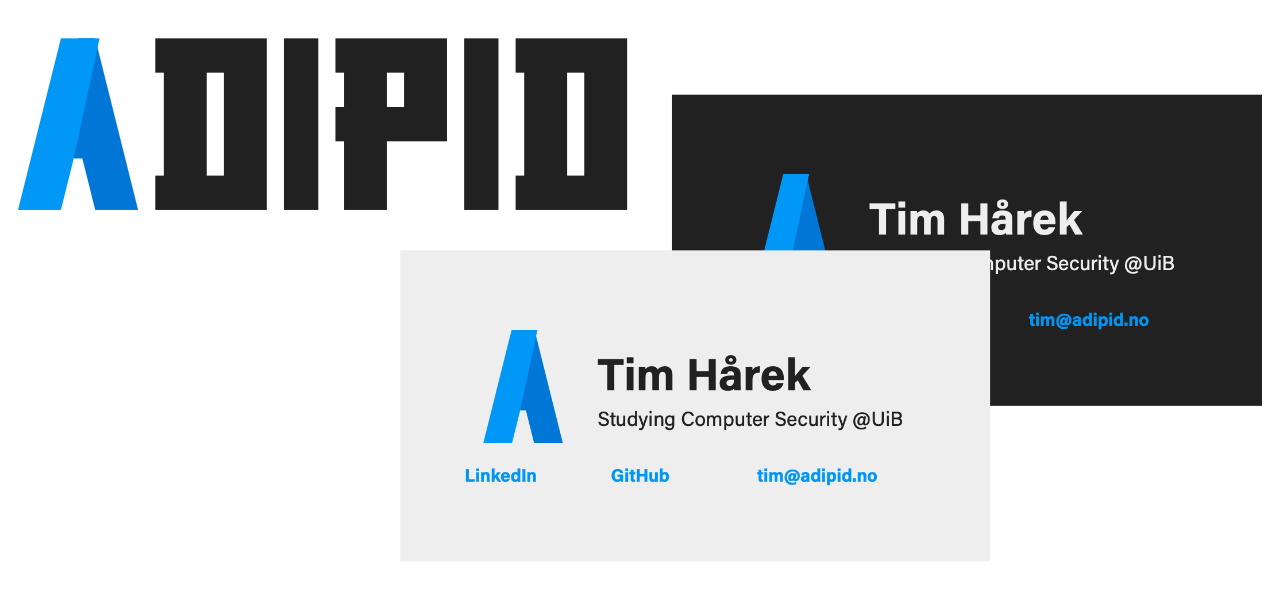 ADIPID
Tim Hårek
Computer Security @UiB
tim@adipid.no
Tim Hårek
Studying Computer Security @UiB
LinkedIn GitHub tim@adipid.no